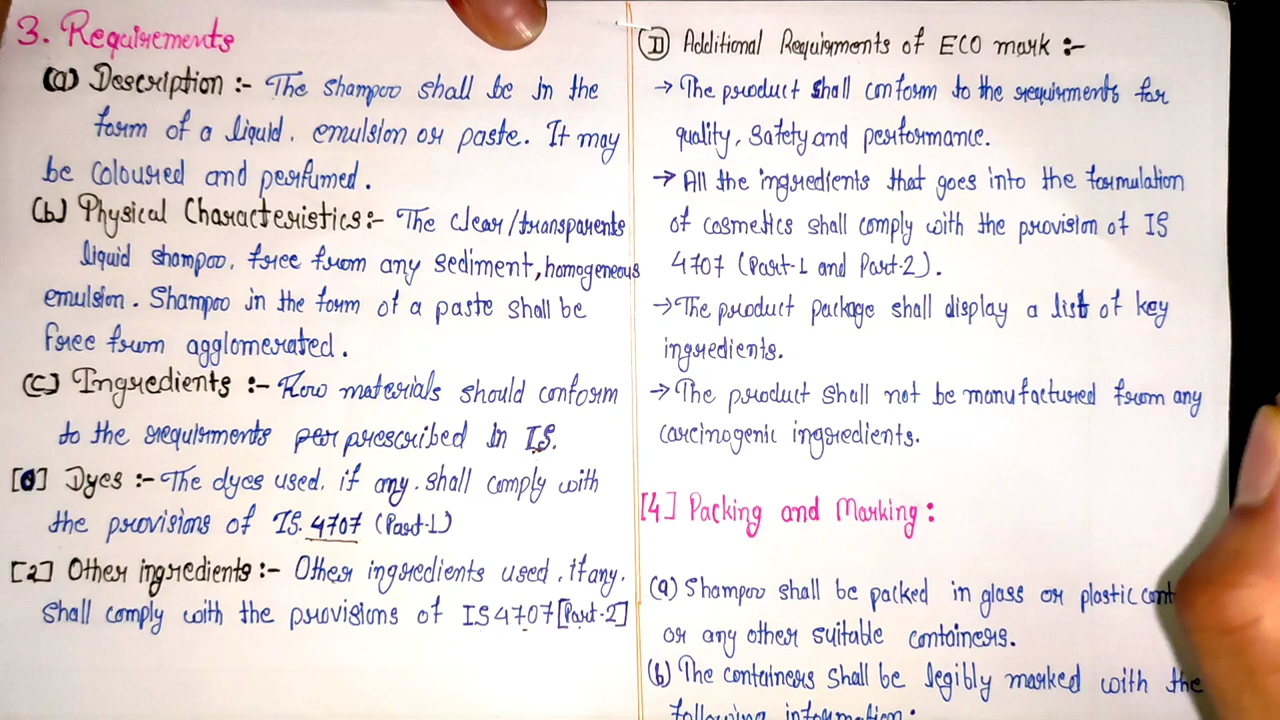 3. Requirements
(a) Description :- The shampoo shall be in the
form of a liquid, emulsion or paste. It may
be coloured and perfumed.
(b) Physical Characteristics:- The clear/transparents
liquid shampoo, free from any sediment, homogeneous
emulsion. Shampoo in the form of a paste shall be
free from agglomerated.
(c) Ingredients :- Raw materials should conform
to the requirments per prescribed in IS.
Dyes :- The dyes used, if any, shall comply with
the provisions of IS. 4707 (Part-1)
[2] Other ingredients :- Other ingredients used, if any,
shall comply with the provisions of IS 4707 [Part-2]
(D) Additional Requirments of ECO mark :-
→ The product shall conform to the requirments for
quality, safety and performance.
→ All the ingredients that goes into the formulation
of cosmetics shall comply with the provision of IS
4707 (Part-1 and Part-2).
→ The product package shall display a list of key
ingredients.
→ The product shall not be manufactured from any
carcinogenic ingredients.
[4] Packing and Marking :
(a) Shampoo shall be packed in glass or plastic cont
or any other suitable containers.
(b) The containers shall be legibly marked with the
following information: